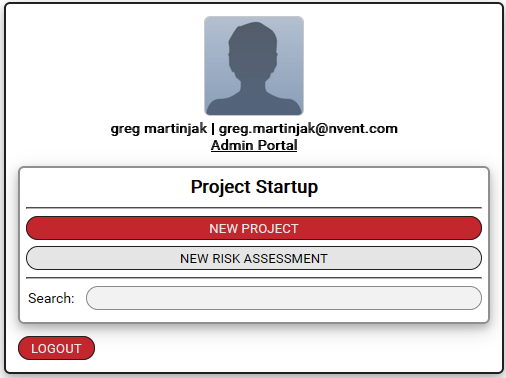 greg martinjak | greg.martinjak@nvent.com
Admin Portal
Project Startup
NEW PROJECT
NEW RISK ASSESSMENT
Search:
LOGOUT